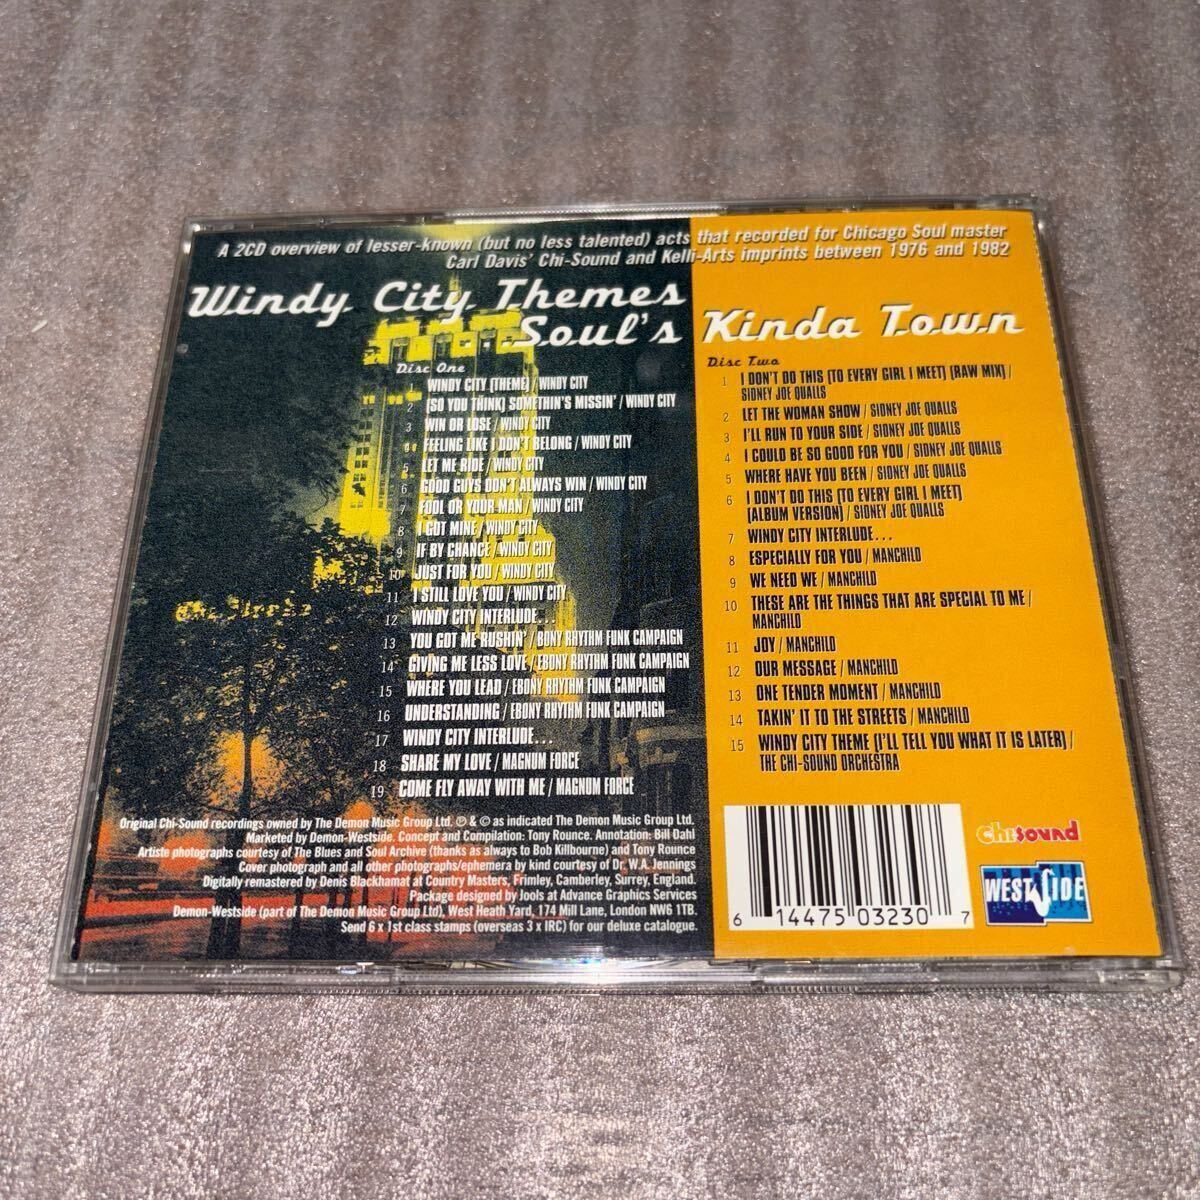 A 2CD overview of lesser-known (but no less talented) acts that recorded for Chicago Soul master
Carl Davis' Chi-Sound and Kelli-Arts imprints between 1976 and 1982
Windy City Themes
Soul's Kinda Town
Disc One
1 WINDY CITY (THEME) / WINDY CITY
2 (SO YOU THINK) SOMETHIN'S MISSIN' / WINDY CITY
3 WIN OR LOSE / WINDY CITY
4 FEELING LIKE I DON'T BELONG / WINDY CITY
5 LET ME RIDE / WINDY CITY
6 GOOD GUYS DON'T ALWAYS WIN / WINDY CITY
7 FOOL OR YOUR MAN / WINDY CITY
8 I GOT MINE / WINDY CITY
9 IF BY CHANCE / WINDY CITY
10 JUST FOR YOU / WINDY CITY
11 I STILL LOVE YOU / WINDY CITY
12 WINDY CITY INTERLUDE...
13 YOU GOT ME RUSHIN' / BONY RHYTHM FUNK CAMPAIGN
14 GIVING ME LESS LOVE / EBONY RHYTHM FUNK CAMPAIGN
15 WHERE YOU LEAD / EBONY RHYTHM FUNK CAMPAIGN
16 UNDERSTANDING / EBONY RHYTHM FUNK CAMPAIGN
17 WINDY CITY INTERLUDE...
18 SHARE MY LOVE / MAGNUM FORCE
19 COME FLY AWAY WITH ME / MAGNUM FORCE
Original Chi-Sound recordings owned by The Demon Music Group Ltd. ℗ & © as indicated The Demon Music Group Ltd.
Marketed by Demon-Westside. Concept and Compilation: Tony Rounce. Annotation: Bill Dahl
Artiste photographs courtesy of The Blues and Soul Archive (thanks as always to Bob Killbourne) and Tony Rounce
Cover photograph and all other photographs/ephemera by kind courtesy of Dr. W.A. Jennings
Digitally remastered by Denis Blackhamat at Country Masters, Frimley, Camberley, Surrey, England.
Package designed by Jools at Advance Graphics Services
Demon-Westside (part of The Demon Music Group Ltd), West Heath Yard, 174 Mill Lane, London NW6 1TB.
Send 6 x 1st class stamps (overseas 3 x IRC) for our deluxe catalogue.
Disc Two
1 I DON'T DO THIS (TO EVERY GIRL I MEET) (RAW MIX) /
SIDNEY JOE QUALLS
2 LET THE WOMAN SHOW / SIDNEY JOE QUALLS
3 I'LL RUN TO YOUR SIDE / SIDNEY JOE QUALLS
4 I COULD BE SO GOOD FOR YOU / SIDNEY JOE QUALLS
5 WHERE HAVE YOU BEEN / SIDNEY JOE QUALLS
6 I DON'T DO THIS (TO EVERY GIRL I MEET)
(ALBUM VERSION) / SIDNEY JOE QUALLS
7 WINDY CITY INTERLUDE...
8 ESPECIALLY FOR YOU / MANCHILD
9 WE NEED WE / MANCHILD
10 THESE ARE THE THINGS THAT ARE SPECIAL TO ME /
MANCHILD
11 JOY / MANCHILD
12 OUR MESSAGE / MANCHILD
13 ONE TENDER MOMENT / MANCHILD
14 TAKIN' IT TO THE STREETS / MANCHILD
15 WINDY CITY THEME (I'LL TELL YOU WHAT IT IS LATER) /
THE CHI-SOUND ORCHESTRA
6 14475 03230 7
Chi-Sound
WESTSIDE